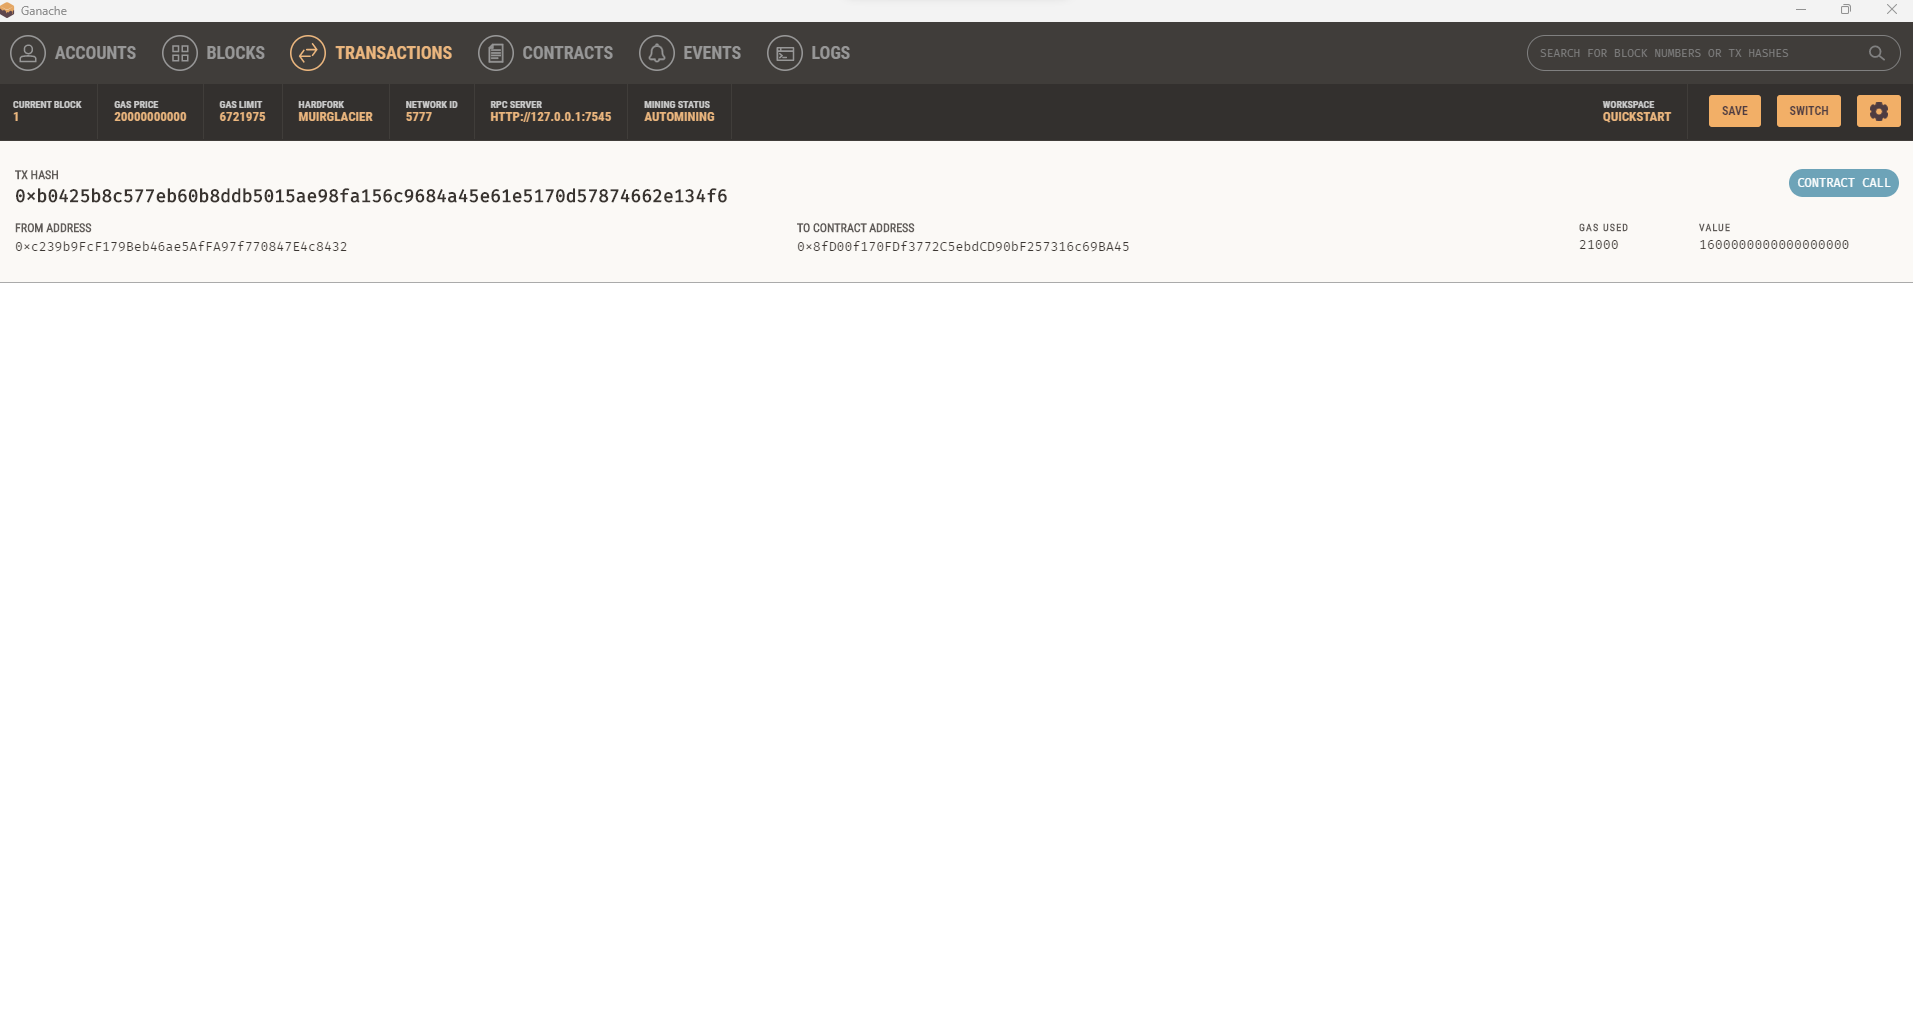 Ganache
ACCOUNTS BLOCKS TRANSACTIONS CONTRACTS EVENTS LOGS SEARCH FOR BLOCK NUMBERS OR TX HASHES
CURRENT BLOCK GAS PRICE GAS LIMIT HARDFORK NETWORK ID RPC SERVER MINING STATUS WORKSPACE
1 20000000000 6721975 MUIRGLACIER 5777 HTTP://127.0.0.1:7545 AUTOMINING QUICKSTART SAVE SWITCH
TX HASH
0×b0425b8c577eb60b8ddb5015ae98fa156c9684a45e61e5170d57874662e134f6 CONTRACT CALL
FROM ADDRESS TO CONTRACT ADDRESS GAS USED VALUE
0×c239b9FcF179Beb46ae5AfFA97f770847E4c8432 0×8fD00f170FDf3772C5ebdCD90bF257316c69BA45 21000 1600000000000000000